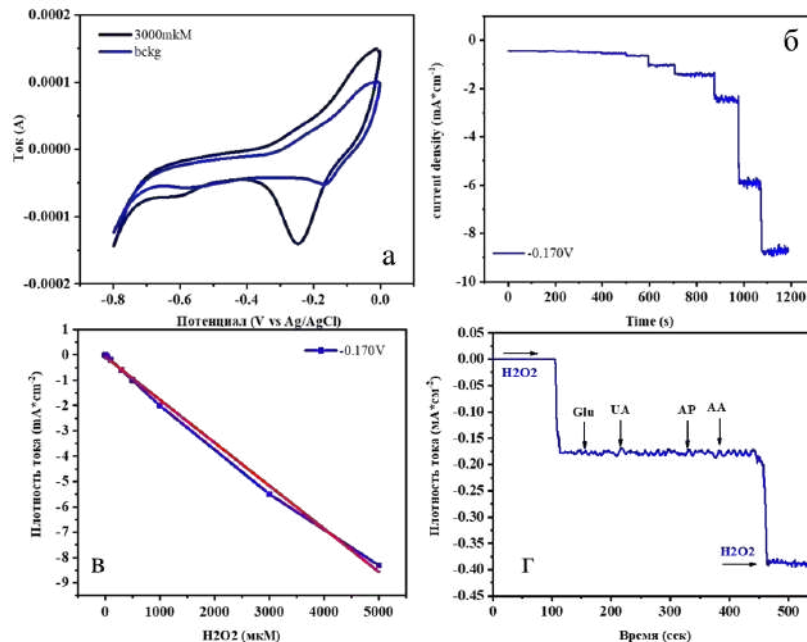 0.0002
0.0001
0.0000
-0.0001
-0.0002
Ток (A)
3000mkM
bckg
а
-0.8
-0.6
-0.4
-0.2
0.0
Потенциал (V vs Ag/AgCl)
0
-2
-4
-6
-8
-10
current density (mA*cm⁻²)
б
-0.170V
0
200
400
600
800
1000
1200
Time (s)
1
0
-1
-2
-3
-4
-5
-6
-7
-8
-9
Плотность тока (mA*cm⁻²)
-0.170V
в
0
1000
2000
3000
4000
5000
H2O2 (мкМ)
0.05
0.00
-0.05
-0.10
-0.15
-0.20
-0.25
-0.30
-0.35
-0.40
-0.45
Плотность тока (мА*см⁻²)
H2O2
Glu
UA
AP
AA
H2O2
г
0
100
200
300
400
500
Время (сек)